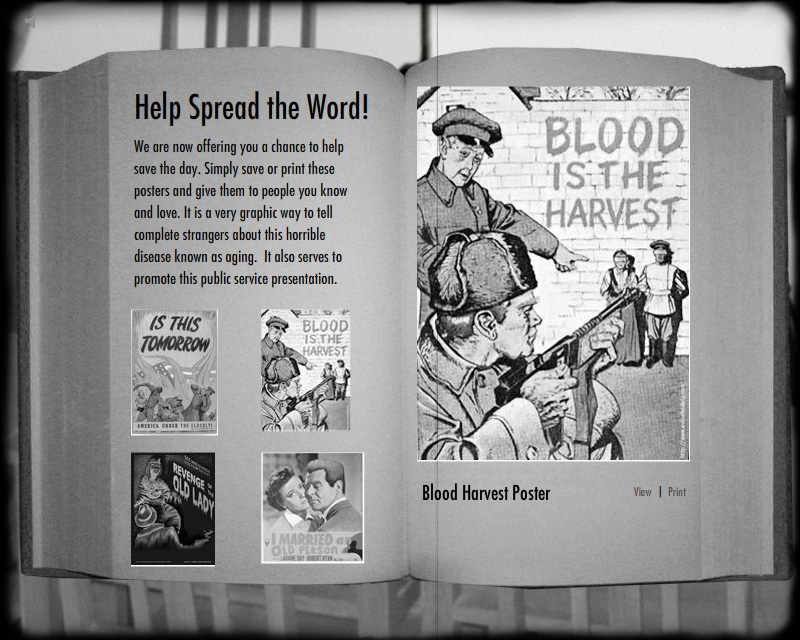 Help Spread the Word!
We are now offering you a chance to help
save the day. Simply save or print these
posters and give them to people you know
and love. It is a very graphic way to tell
complete strangers about this horrible
disease known as aging.  It also serves to
promote this public service presentation.
IS THIS
TOMORROW
AMERICA UNDER THE ELDERLY!
BLOOD
IS THE
HARVEST
REVENGE OF THE
OLD LADY
I MARRIED an
OLD PERSON
LARAINE DAY - ROBERT RYAN
BLOOD
IS THE
HARVEST
Blood Harvest Poster
View | Print